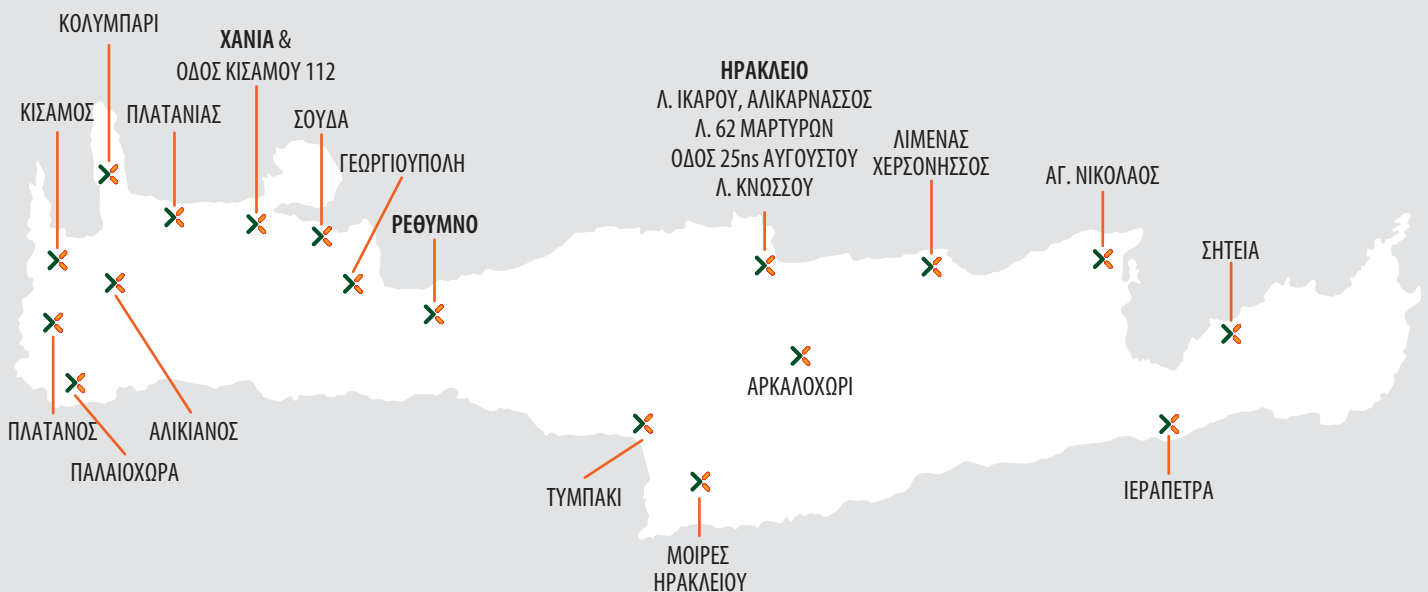 ΚΟΛΥΜΠΑΡΙ
ΧΑΝΙΑ &
ΟΔΟΣ ΚΙΣΑΜΟΥ 112
ΚΙΣΑΜΟΣ
ΠΛΑΤΑΝΙΑΣ
ΣΟΥΔΑ
ΓΕΩΡΓΙΟΥΠΟΛΗ
ΡΕΘΥΜΝΟ
ΗΡΑΚΛΕΙΟ
Λ. ΙΚΑΡΟΥ, ΑΛΙΚΑΡΝΑΣΣΟΣ
Λ. 62 ΜΑΡΤΥΡΩΝ
ΟΔΟΣ 25ns ΑΥΓΟΥΣΤΟΥ
Λ. ΚΝΩΣΣΟΥ
ΛΙΜΕΝΑΣ
ΧΕΡΣΟΝΗΣΣΟΣ
ΑΓ. ΝΙΚΟΛΑΟΣ
ΣΗΤΕΙΑ
ΑΡΚΑΛΟΧΩΡΙ
ΠΛΑΤΑΝΟΣ
ΑΛΙΚΙΑΝΟΣ
ΠΑΛΑΙΟΧΩΡΑ
ΤΥΜΠΑΚΙ
ΙΕΡΑΠΕΤΡΑ
ΜΟΙΡΕΣ
ΗΡΑΚΛΕΙΟΥ